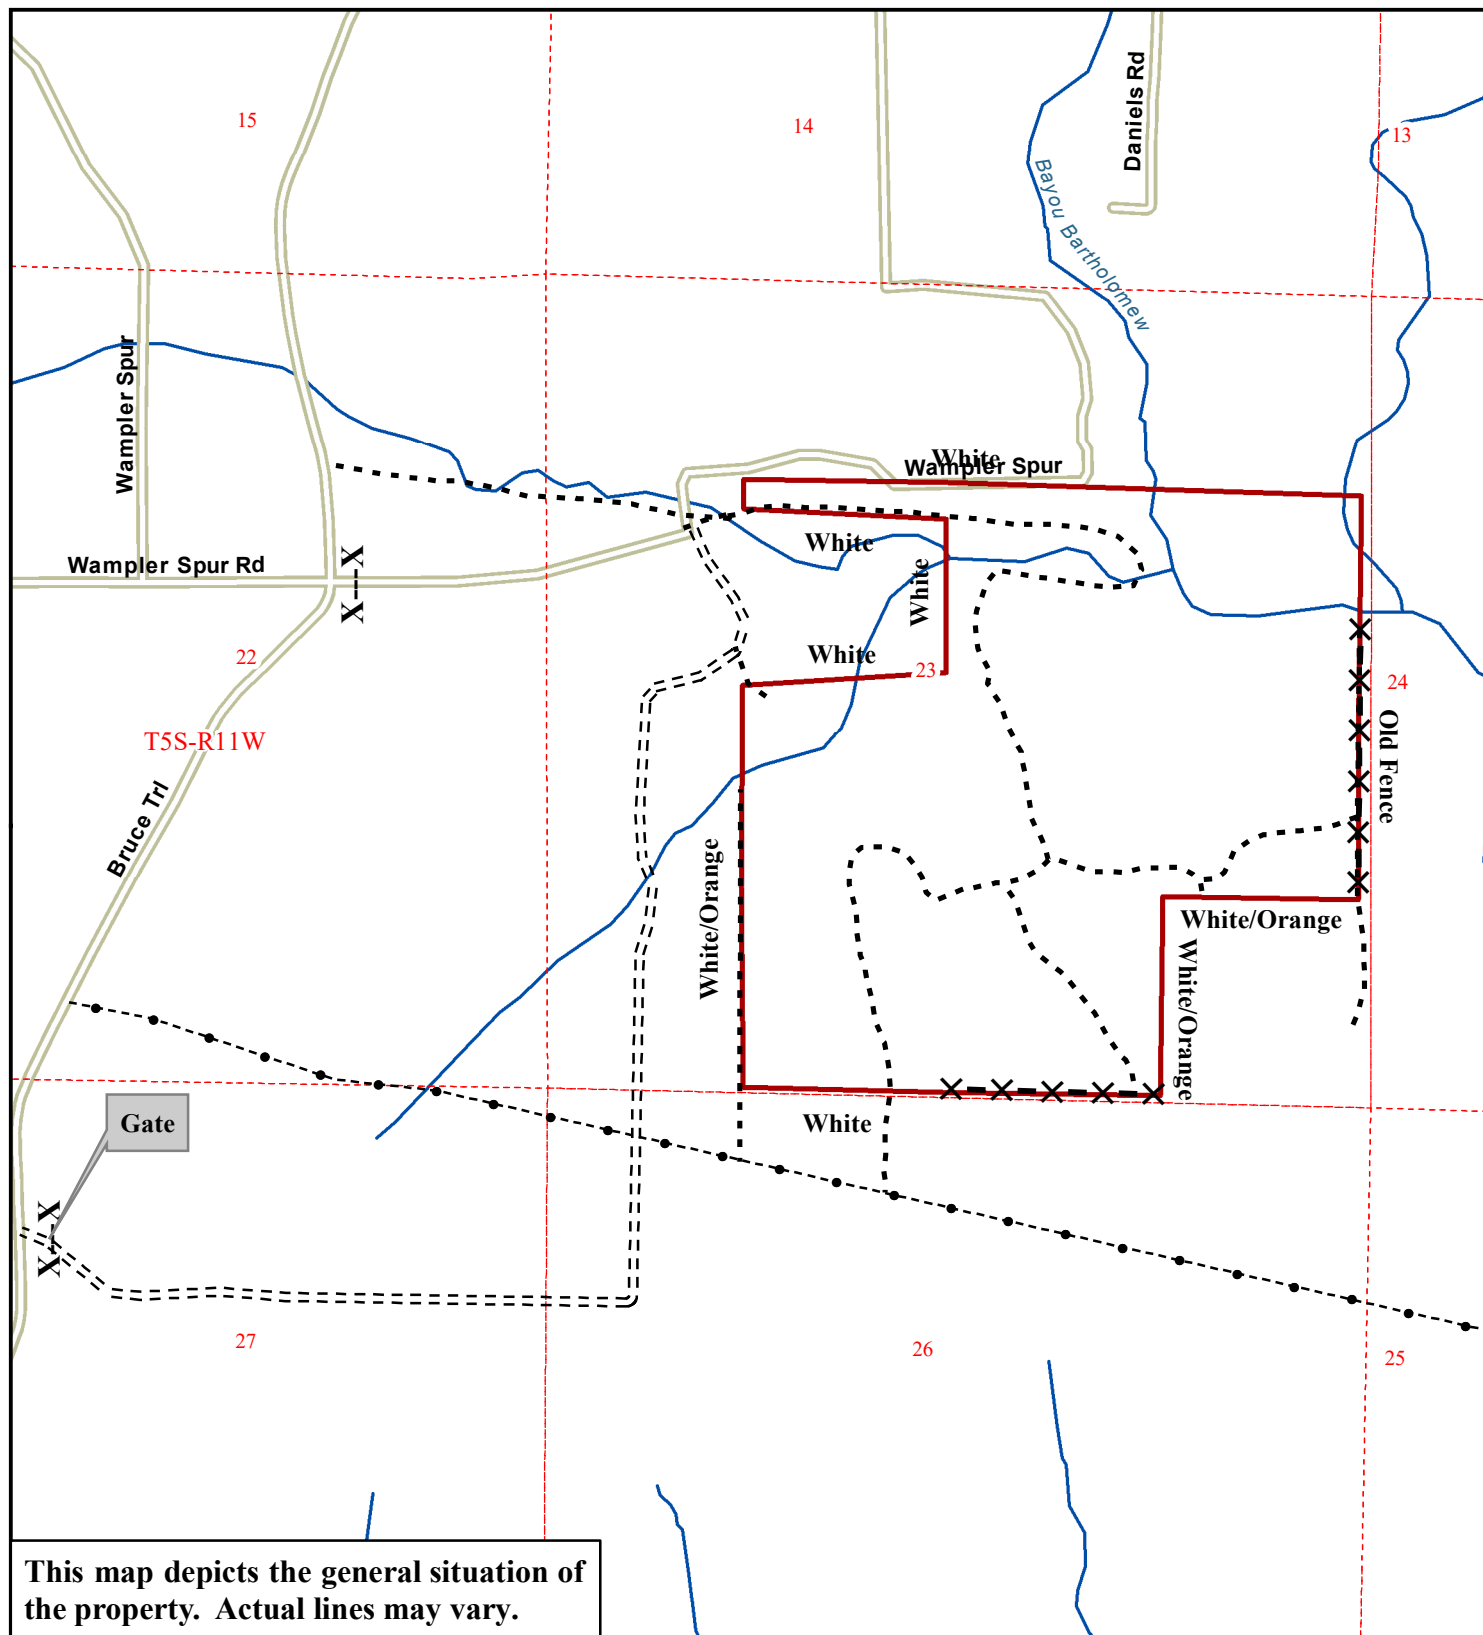 15
14
13
Daniels Rd
Bayou Bartholomew
Wampler Spur
White
Wampler Spur
White
Wampler Spur Rd
X---X
White
White
22
23
24
T5S-R11W
Old Fence
Bruce Trl
White/Orange
White/Orange
White/Orange
Gate
White
X---X
27
26
25
This map depicts the general situation of
the property. Actual lines may vary.